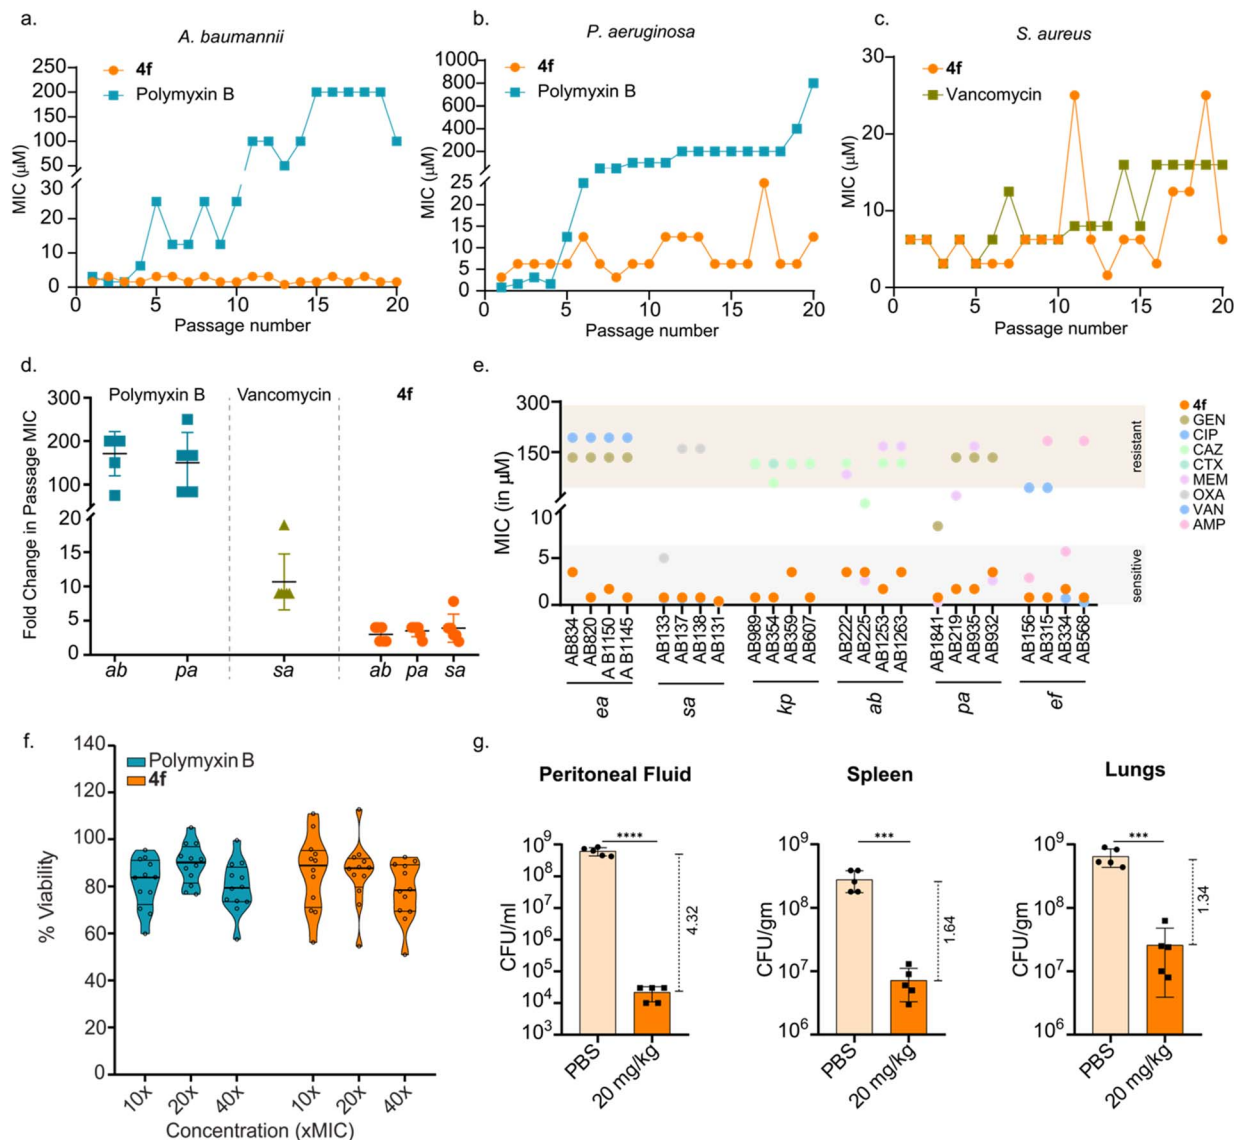 a.
A. baumannii
4f
Polymyxin B
MIC (µM)
250
200
150
100
50
30
20
10
0
0
5
10
15
20
Passage number
b.
P. aeruginosa
4f
Polymyxin B
MIC (µM)
1000
800
600
400
200
25
20
15
10
5
0
0
5
10
15
20
Passage number
c.
S. aureus
4f
Vancomycin
MIC (µM)
30
20
10
0
0
5
10
15
20
Passage number
d.
Polymyxin B
Vancomycin
4f
Fold Change in Passage MIC
300
200
100
20
15
10
5
0
ab
pa
sa
ab
pa
sa
e.
MIC (in µM)
300
150
10
5
0
resistant
sensitive
4f
GEN
CIP
CAZ
CTX
MEM
OXA
VAN
AMP
AB834
AB820
A B1150
A B1145
AB133
AB137
AB138
AB131
AB989
AB354
AB359
AB607
AB222
AB225
AB1253
AB1263
AB1841
AB219
AB935
AB932
AB156
AB315
AB334
AB568
ea
sa
kp
ab
pa
ef
f.
Polymyxin B
4f
% Viability
140
120
100
80
60
40
20
0
10x
20x
40x
10x
20x
40x
Concentration (xMIC)
g.
Peritoneal Fluid
****
4.32
CFU/ml
10⁹
10⁸
10⁷
10⁶
10⁵
10⁴
10³
PBS
20 mg/kg
Spleen
***
1.64
CFU/gm
10⁹
10⁸
10⁷
10⁶
PBS
20 mg/kg
Lungs
***
1.34
CFU/gm
10⁹
10⁸
10⁷
10⁶
PBS
20 mg/kg